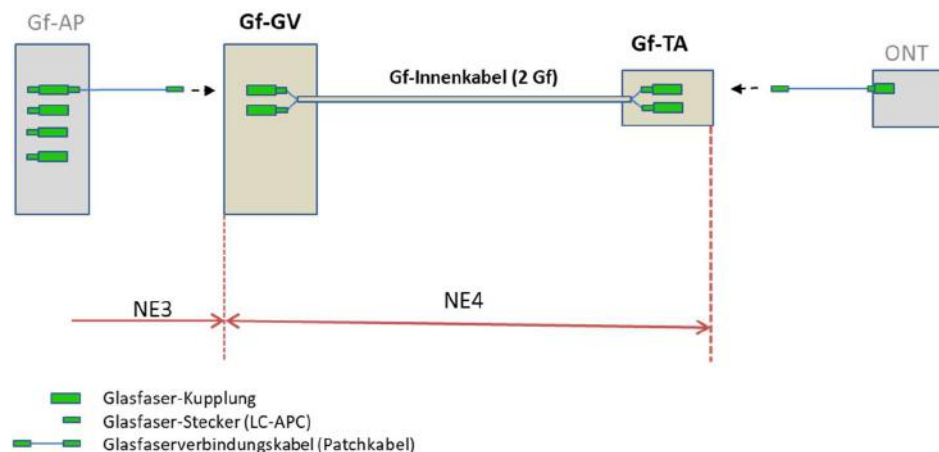 Gf-AP
Gf-GV
Gf-TA
ONT
Gf-Innenkabel (2 Gf)
NE3
NE4
Glasfaser-Kupplung
Glasfaser-Stecker (LC-APC)
Glasfaserverbindungskabel (Patchkabel)